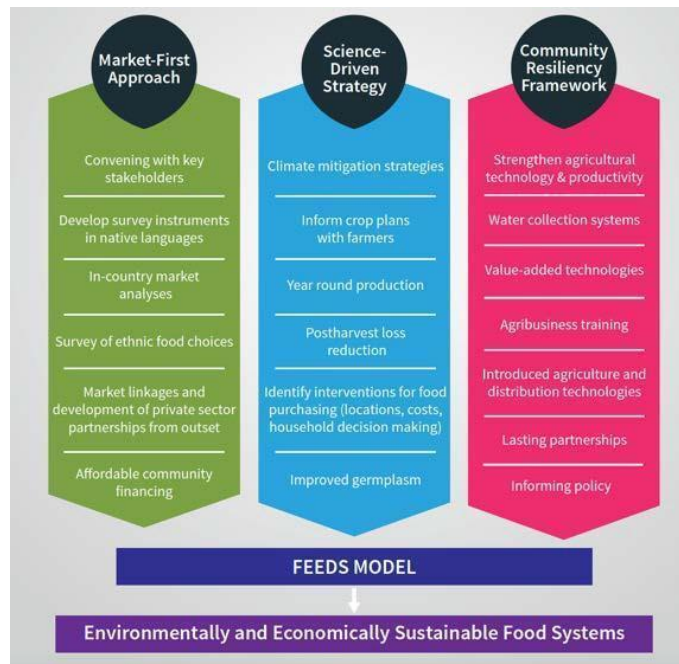 Market-First
Approach
Convening with key
stakeholders
Develop survey instruments
in native languages
In-country market
analyses
Survey of ethnic food choices
Market linkages and
development of private sector
partnerships from outset
Affordable community
financing
Science-
Driven
Strategy
Climate mitigation strategies
Inform crop plans
with farmers
Year round production
Postharvest loss
reduction
Identify interventions for food
purchasing (locations, costs,
household decision making)
Improved germplasm
Community
Resiliency
Framework
Strengthen agricultural
technology & productivity
Water collection systems
Value-added technologies
Agribusiness training
Introduced agriculture and
distribution technologies
Lasting partnerships
Informing policy
FEEDS MODEL
Environmentally and Economically Sustainable Food Systems